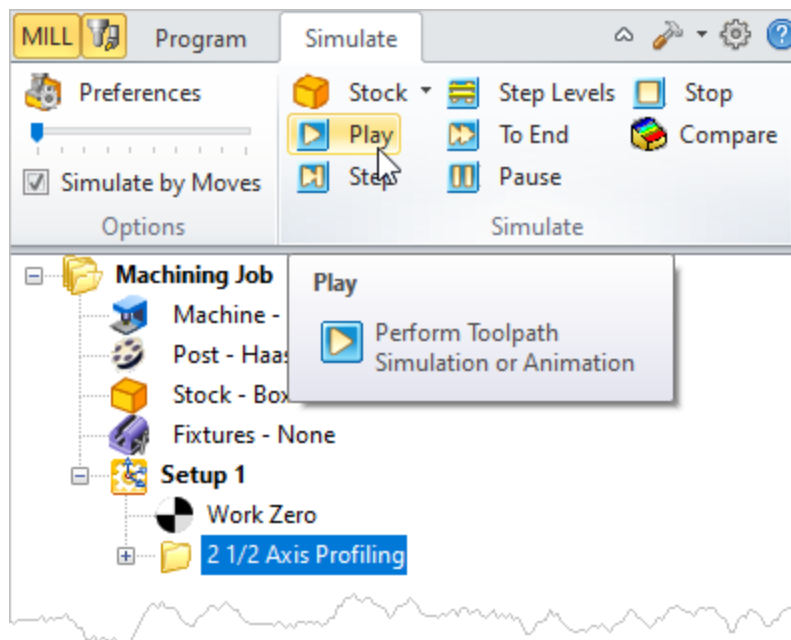 MILL Program Simulate
Preferences Stock Step Levels Stop
Play To End Compare
Simulate by Moves Step Pause
Options Simulate
Machining Job
Play
Machine -
Perform Toolpath
Post - Haas
Simulation or Animation
Stock - Box
Fixtures - None
Setup 1
Work Zero
2 1/2 Axis Profiling